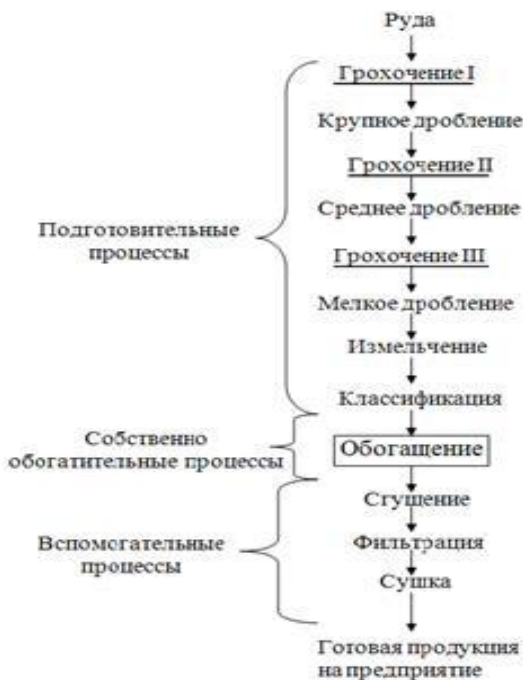 Руда
Грохочение I
Крупное дробление
Грохочение II
Среднее дробление
Грохочение III
Мелкое дробление
Измельчение
Классификация
Обогащение
Сгущение
Фильтрация
Сушка
Готовая продукция
на предприятие
Подготовительные
процессы
Собственно
обогатительные процессы
Вспомогательные
процессы